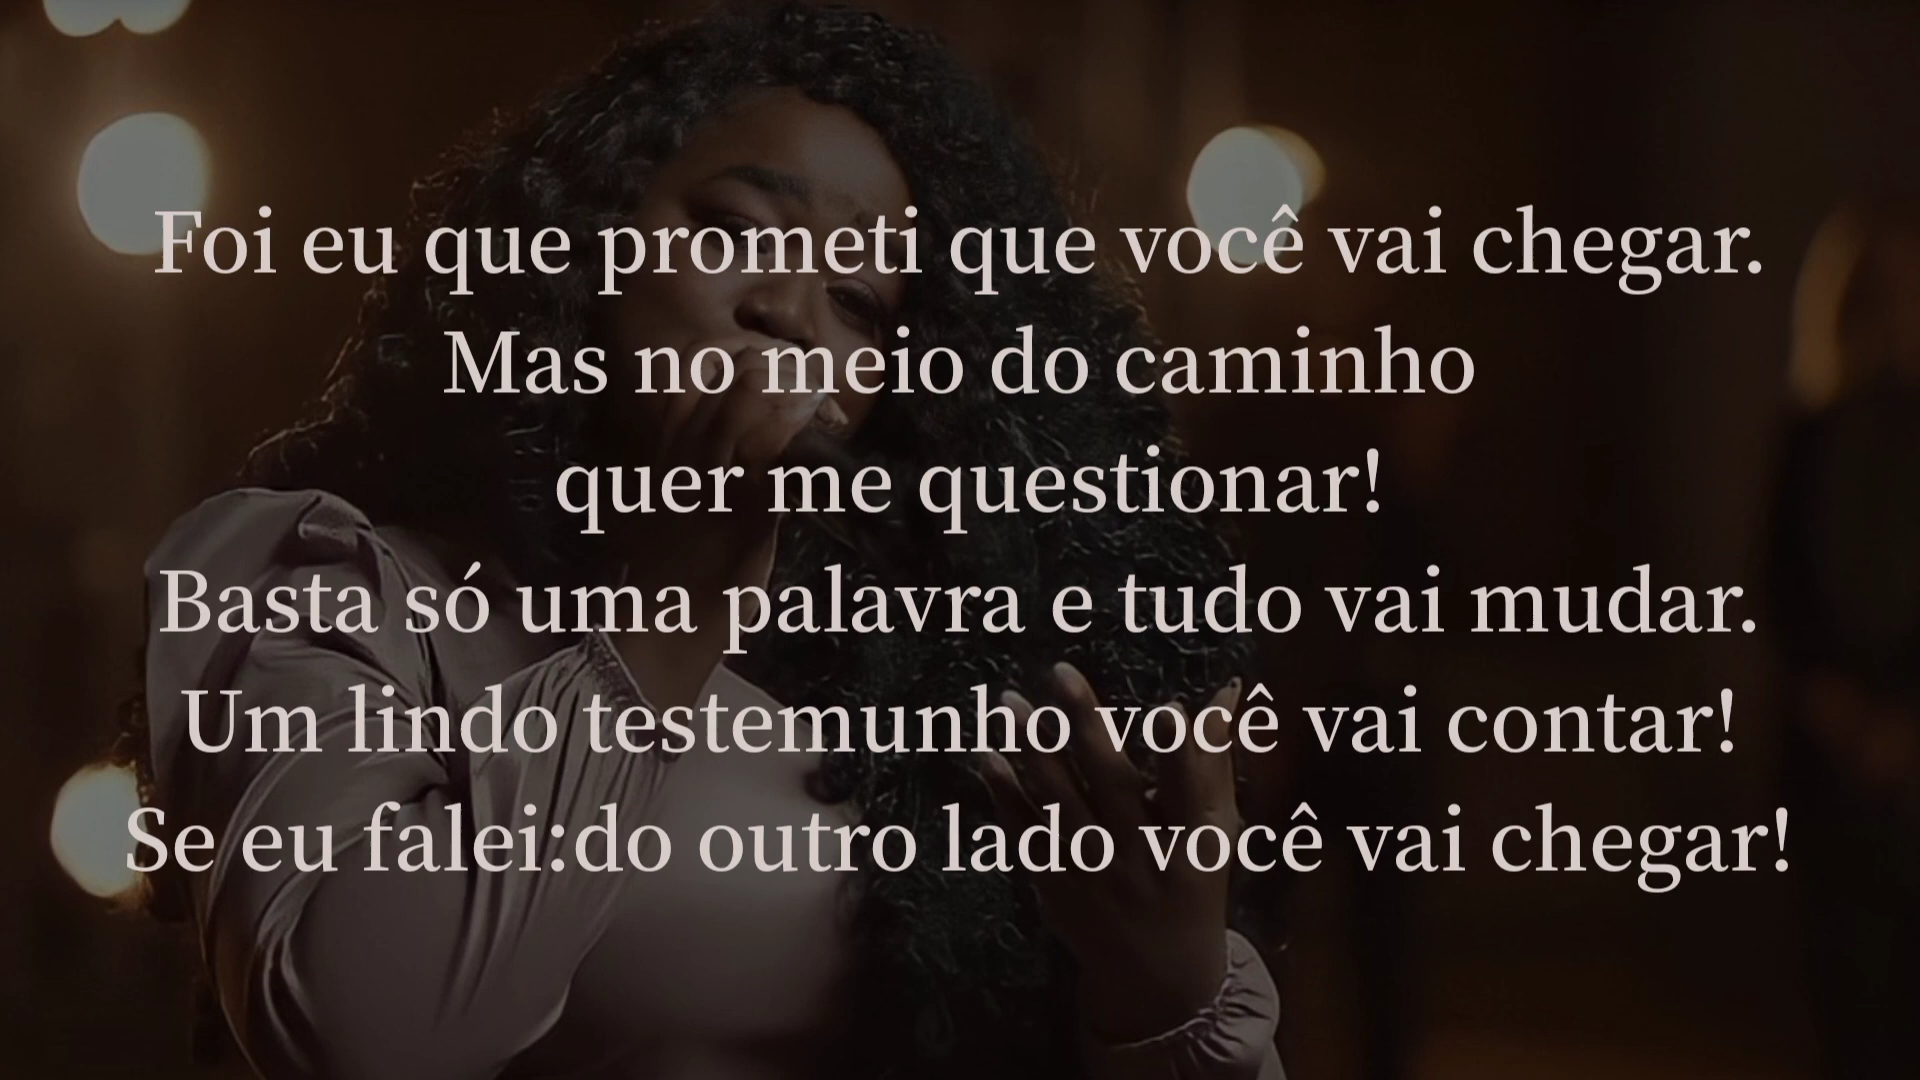 Foi eu que prometi que você vai chegar.
Mas no meio do caminho
quer me questionar!
Basta só uma palavra e tudo vai mudar.
Um lindo testemunho você vai contar!
Se eu falei:do outro lado você vai chegar!